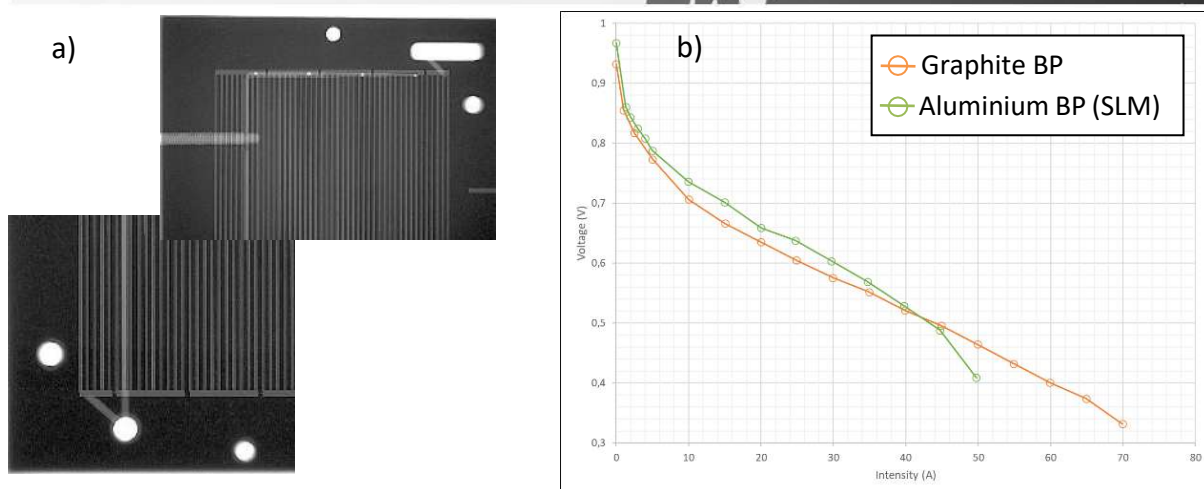 a)
b)
Graphite BP
Aluminium BP (SLM)
Voltage (V)
1
0,9
0,8
0,7
0,6
0,5
0,4
0,3
0
10
20
30
40
50
60
70
80
Intensity (A)